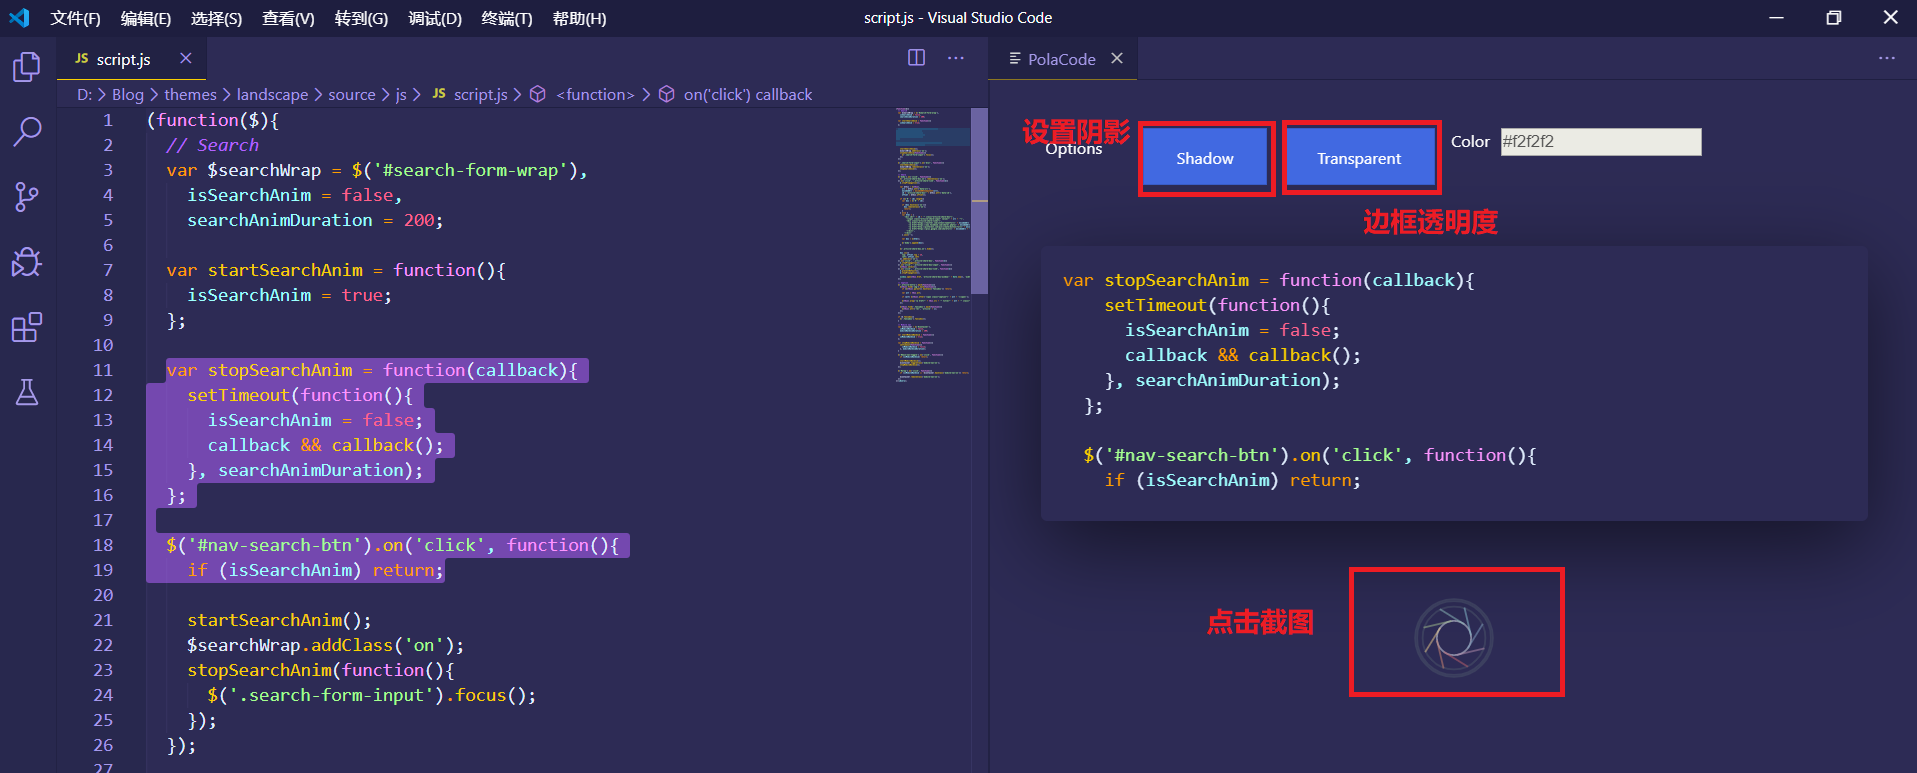 文件(F) 编辑(E) 选择(S) 查看(V) 转到(G) 调试(D) 终端(T) 帮助(H)
script.js - Visual Studio Code
JS script.js
D: > Blog > themes > landscape > source > js > JS script.js > <function> > on('click') callback
1 (function($){
2 // Search
3 var $searchWrap = $('#search-form-wrap'),
4 isSearchAnim = false,
5 searchAnimDuration = 200;
6
7 var startSearchAnim = function(){
8 isSearchAnim = true;
9 };
10
11 var stopSearchAnim = function(callback){
12 setTimeout(function(){
13 isSearchAnim = false;
14 callback && callback();
15 }, searchAnimDuration);
16 };
17
18 $('#nav-search-btn').on('click', function(){
19 if (isSearchAnim) return;
20
21 startSearchAnim();
22 $searchWrap.addClass('on');
23 stopSearchAnim(function(){
24 $('.search-form-input').focus();
25 });
26 });
27
PolaCode
设置阴影
Options
Shadow
Transparent
Color #f2f2f2
边框透明度
var stopSearchAnim = function(callback){
setTimeout(function(){
isSearchAnim = false;
callback && callback();
}, searchAnimDuration);
};
$('#nav-search-btn').on('click', function(){
if (isSearchAnim) return;
点击截图